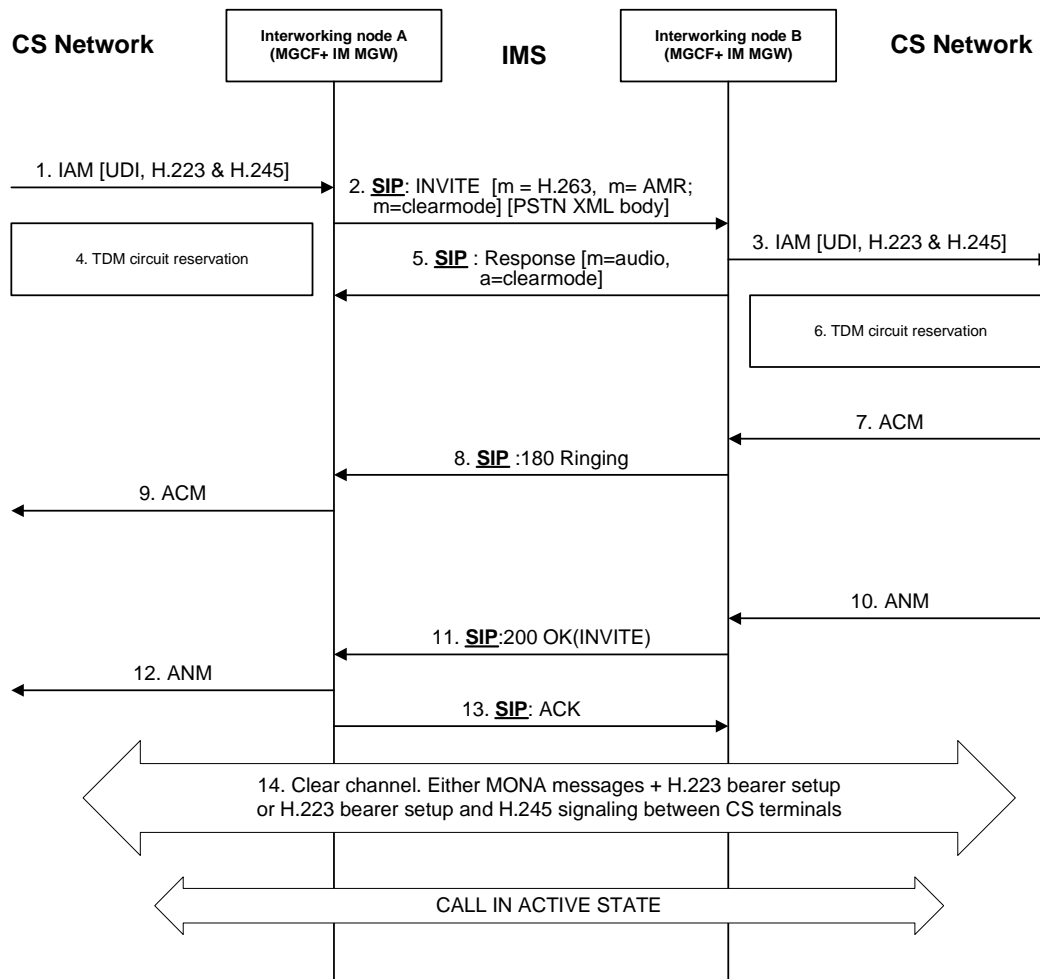 CS Network
Interworking node A
(MGCF+ IM MGW)
IMS
Interworking node B
(MGCF+ IM MGW)
CS Network
1. IAM [UDI, H.223 & H.245]
2. SIP: INVITE [m = H.263, m= AMR;
m=clearmode] [PSTN XML body]
3. IAM [UDI, H.223 & H.245]
4. TDM circuit reservation
5. SIP : Response [m=audio,
a=clearmode]
6. TDM circuit reservation
7. ACM
8. SIP :180 Ringing
9. ACM
10. ANM
11. SIP:200 OK(INVITE)
12. ANM
13. SIP: ACK
14. Clear channel. Either MONA messages + H.223 bearer setup
or H.223 bearer setup and H.245 signaling between CS terminals
CALL IN ACTIVE STATE